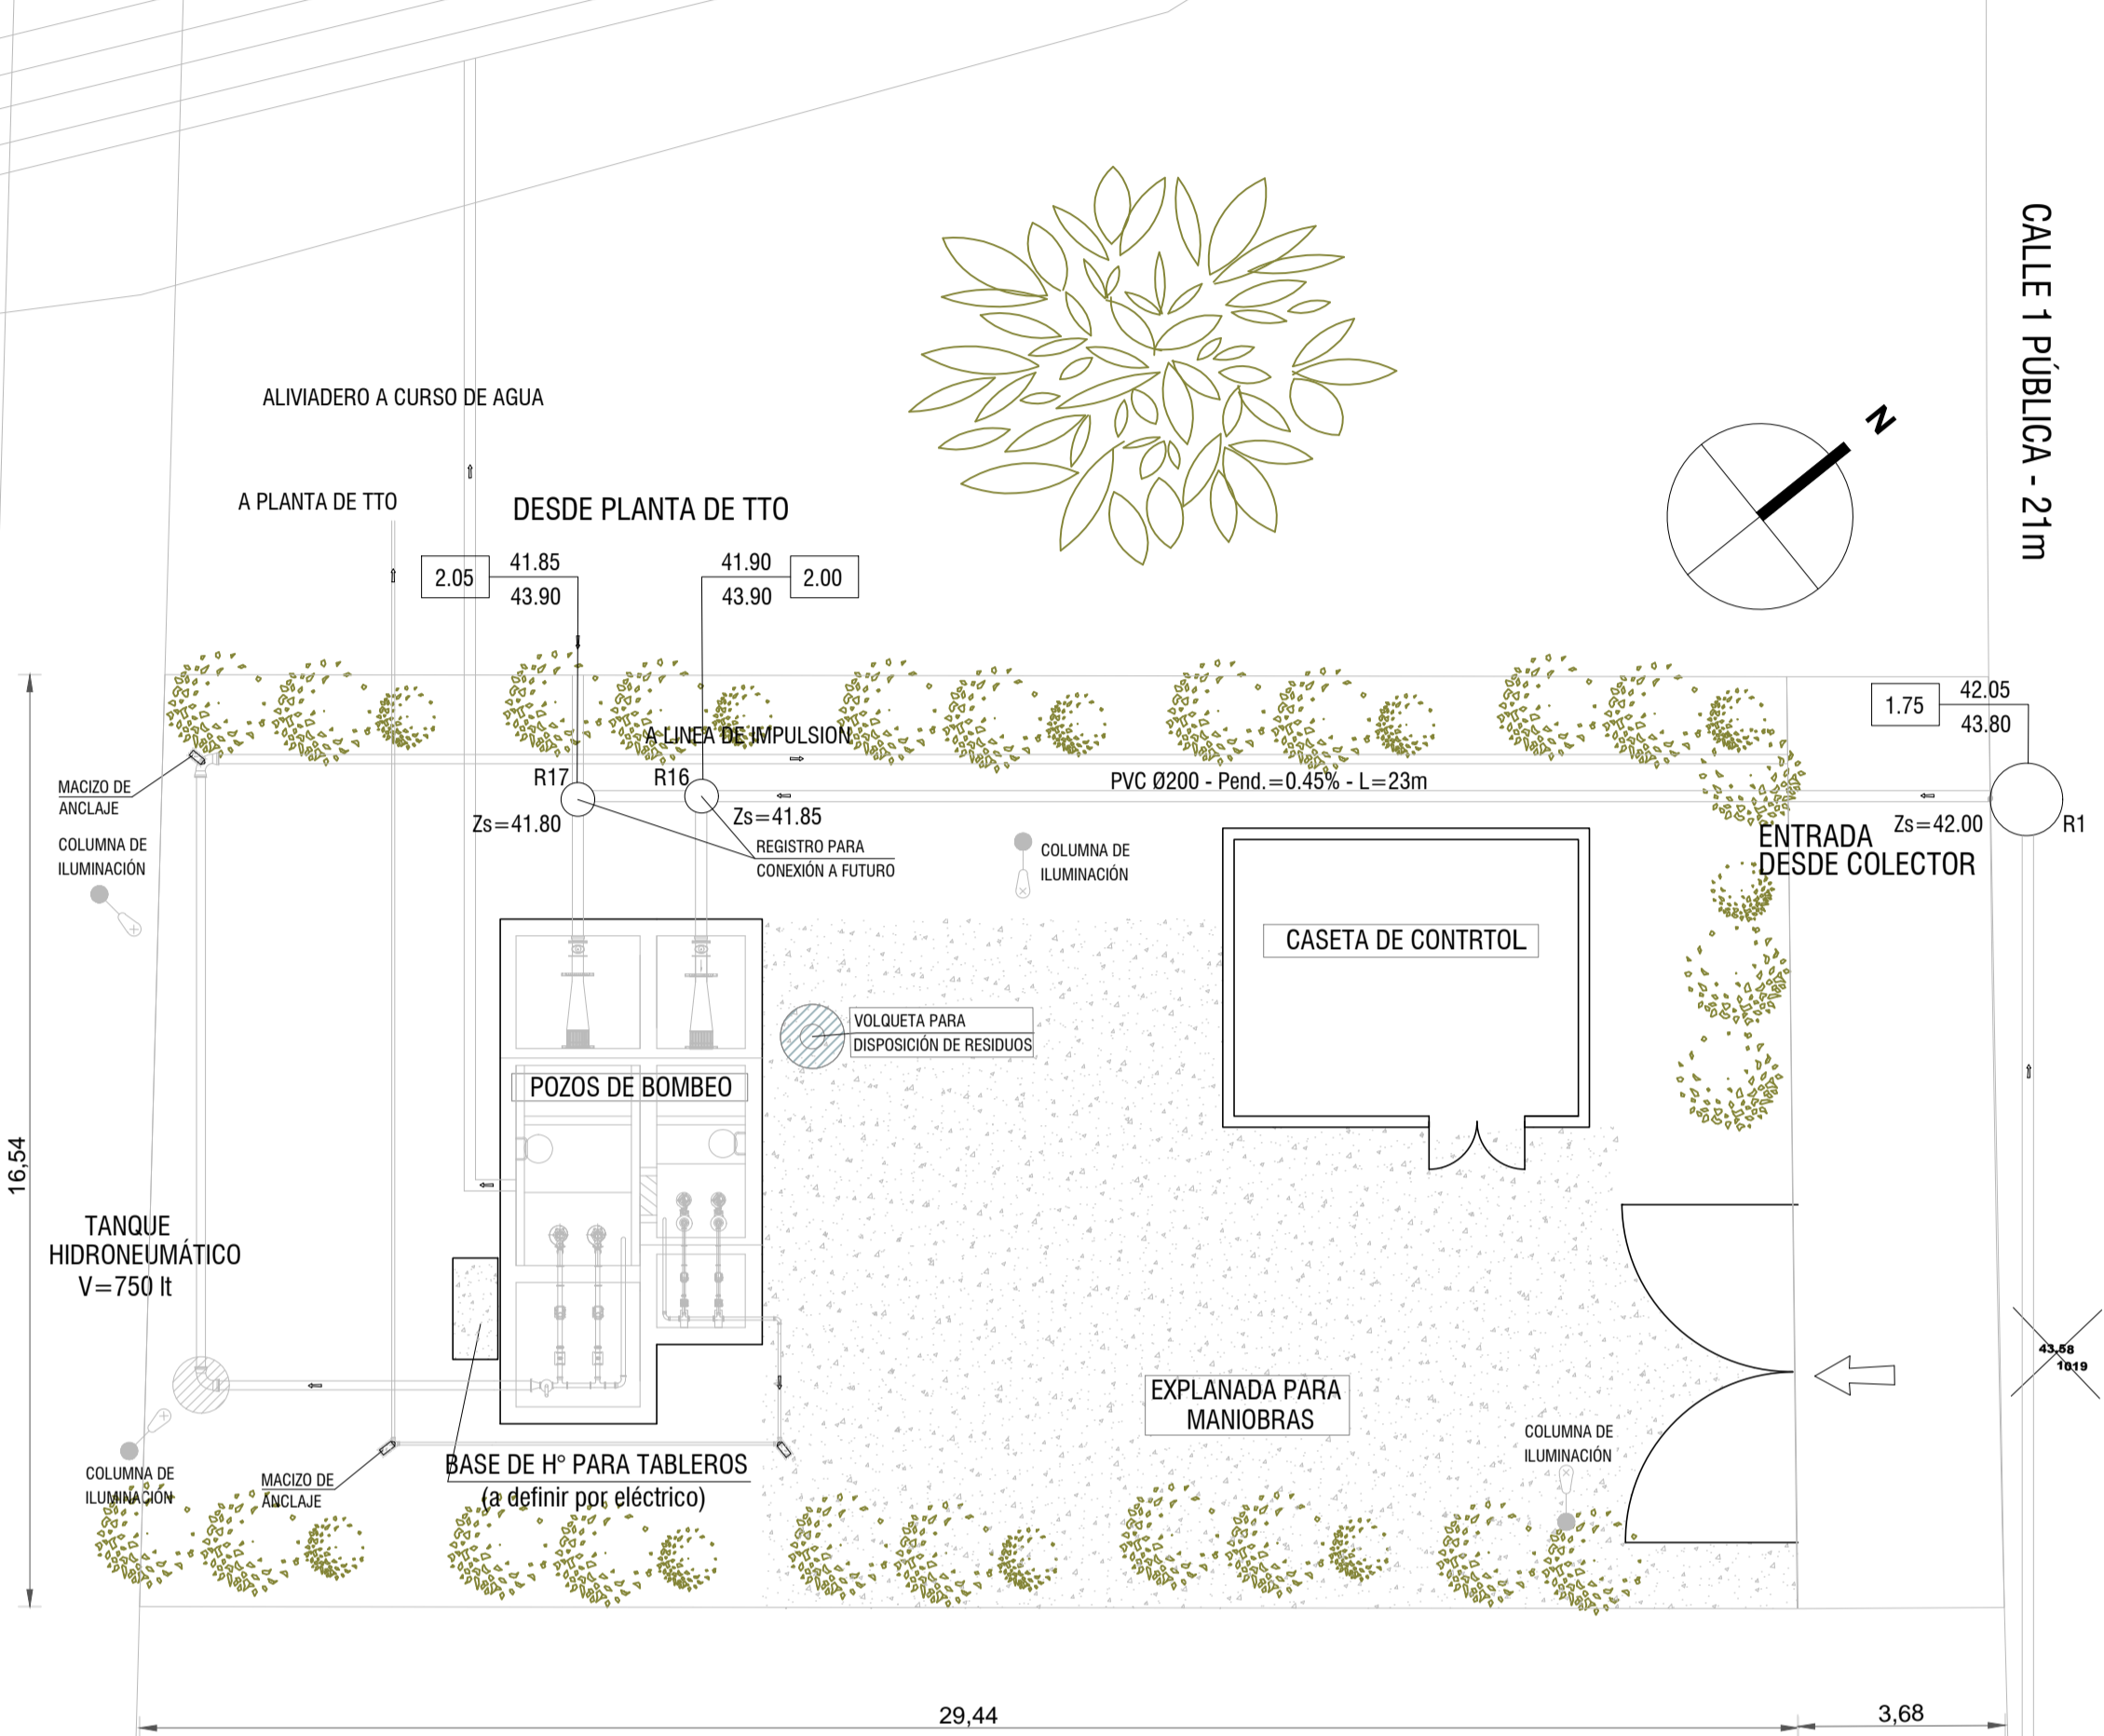 CALLE 1 PÚBLICA - 21m
ALIVIADERO A CURSO DE AGUA
N
A PLANTA DE TTO
DESDE PLANTA DE TTO
2.05
41.85
43.90
41.90
43.90
2.00
1.75
42.05
43.80
A LINEA DE IMPULSION
R17
R16
PVC Ø200 - Pend.=0.45% - L=23m
MACIZO DE
ANCLAJE
Zs=41.80
Zs=41.85
Zs=42.00
R1
ENTRADA
DESDE COLECTOR
COLUMNA DE
ILUMINACIÓN
REGISTRO PARA
CONEXIÓN A FUTURO
COLUMNA DE
ILUMINACIÓN
CASETA DE CONTRTOL
VOLQUETA PARA
DISPOSICIÓN DE RESIDUOS
POZOS DE BOMBEO
16,54
TANQUE
HIDRONEUMÁTICO
V=750 lt
43.58
1019
EXPLANADA PARA
MANIOBRAS
COLUMNA DE
ILUMINACIÓN
COLUMNA DE
ILUMINACIÓN
MACIZO DE
ANCLAJE
BASE DE H° PARA TABLEROS
(a definir por eléctrico)
29,44
3,68